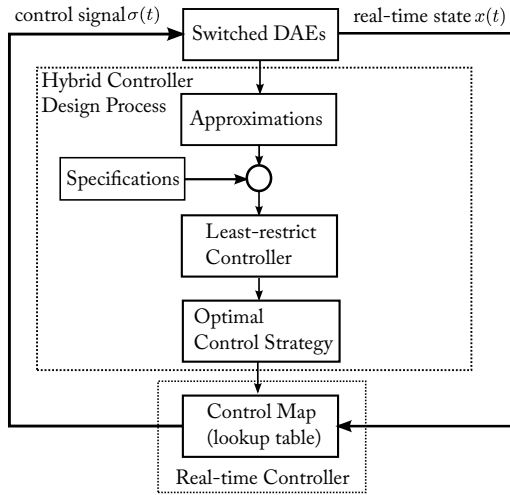 control signal σ(t)
Switched DAEs
real-time state x(t)
Hybrid Controller
Design Process
Approximations
Specifications
Least-restrict
Controller
Optimal
Control Strategy
Control Map
(lookup table)
Real-time Controller